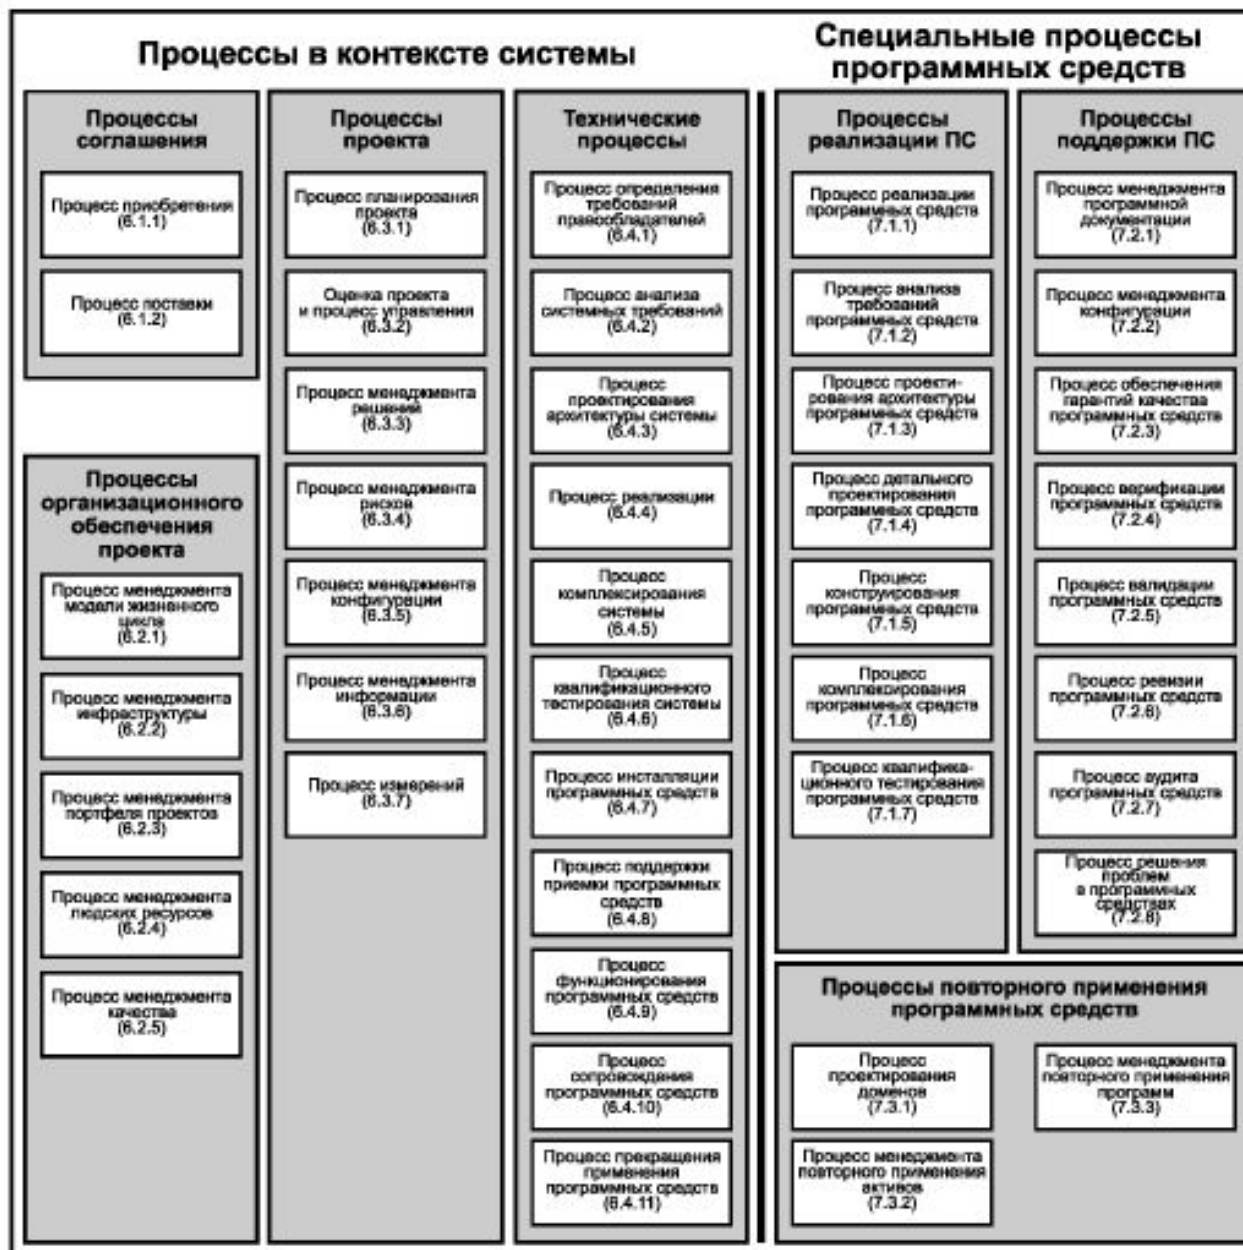 Процессы в контексте системы
Специальные процессы
программных средств
Процессы
соглашения
Процесс приобретения
(6.1.1)
Процесс поставки
(6.1.2)
Процессы
организационного
обеспечения
проекта
Процесс менеджмента
модели жизненного
цикла
(6.2.1)
Процесс менеджмента
инфраструктуры
(6.2.2)
Процесс менеджмента
портфеля проектов
(6.2.3)
Процесс менеджмента
людских ресурсов
(6.2.4)
Процесс менеджмента
качества
(6.2.5)
Процессы
проекта
Процесс планирования
проекта
(6.3.1)
Оценка проекта
и процесс управления
(6.3.2)
Процесс менеджмента
решений
(6.3.3)
Процесс менеджмента
рисков
(6.3.4)
Процесс менеджмента
конфигурации
(6.3.5)
Процесс менеджмента
информации
(6.3.6)
Процесс измерений
(6.3.7)
Технические
процессы
Процесс определения
требований
правообладателей
(6.4.1)
Процесс анализа
системных требований
(6.4.2)
Процесс
проектирования
архитектуры системы
(6.4.3)
Процесс реализации
(6.4.4)
Процесс
комплексирования
системы
(6.4.5)
Процесс
квалификационного
тестирования системы
(6.4.6)
Процесс инсталляции
программных средств
(6.4.7)
Процесс поддержки
приемки программных
средств
(6.4.8)
Процесс
функционирования
программных средств
(6.4.9)
Процесс
сопровождения
программных средств
(6.4.10)
Процесс прекращения
применения
программных средств
(6.4.11)
Процессы
реализации ПС
Процесс реализации
программных средств
(7.1.1)
Процесс анализа
требований
программных средств
(7.1.2)
Процесс проекти-
рования архитектуры
программных средств
(7.1.3)
Процесс детального
проектирования
программных средств
(7.1.4)
Процесс
конструирования
программных средств
(7.1.5)
Процесс
комплексирования
программных средств
(7.1.6)
Процесс квалифика-
ционного тестирования
программных средств
(7.1.7)
Процессы
поддержки ПС
Процесс менеджмента
программной
документации
(7.2.1)
Процесс менеджмента
конфигурации
(7.2.2)
Процесс обеспечения
гарантий качества
программных средств
(7.2.3)
Процесс верификации
программных средств
(7.2.4)
Процесс валидации
программных средств
(7.2.5)
Процесс ревизии
программных средств
(7.2.6)
Процесс аудита
программных средств
(7.2.7)
Процесс решения
проблем
в программных
средствах
(7.2.8)
Процессы повторного применения
программных средств
Процесс
проектирования
доменов
(7.3.1)
Процесс менеджмента
повторного применения
активов
(7.3.2)
Процесс менеджмента
повторного применения
программ
(7.3.3)